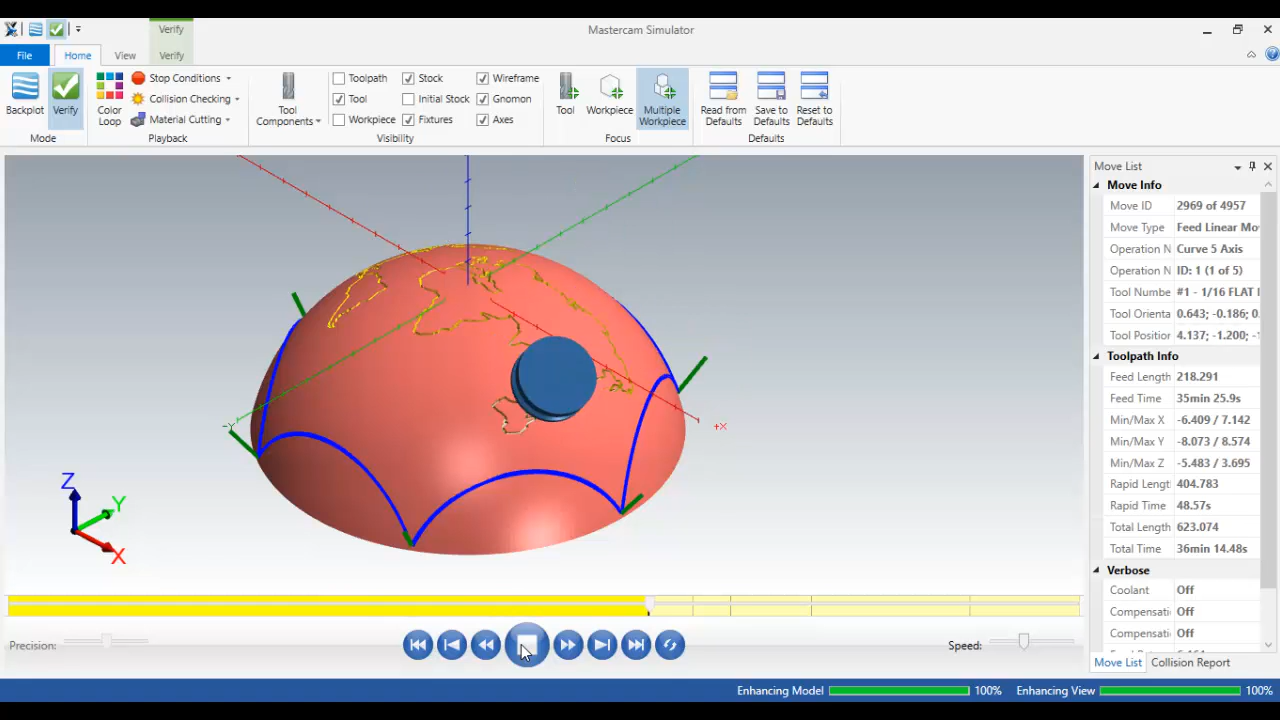 Verify
Mastercam Simulator
File
Home
View
Verify
Backplot
Verify
Mode
Color Loop
Stop Conditions
Collision Checking
Material Cutting
Playback
Tool Components
Toolpath
Tool
Workpiece
Stock
Initial Stock
Fixtures
Wireframe
Gnomon
Axes
Visibility
Tool
Workpiece
Multiple Workpiece
Focus
Read from Defaults
Save to Defaults
Reset to Defaults
Defaults
-Y
+X
Z
Y
X
Move List
Move Info
Move ID 2969 of 4957
Move Type Feed Linear Mo
Operation N Curve 5 Axis
Operation N ID: 1 (1 of 5)
Tool Numbe #1 - 1/16 FLAT
Tool Orienta 0.643; -0.186; 0.
Tool Position 4.137; -1.200; -
Toolpath Info
Feed Length 218.291
Feed Time 35min 25.9s
Min/Max X -6.409 / 7.142
Min/Max Y -8.073 / 8.574
Min/Max Z -5.483 / 3.695
Rapid Lengt 404.783
Rapid Time 48.57s
Total Length 623.074
Total Time 36min 14.48s
Verbose
Coolant Off
Compensati Off
Compensati Off
Move List
Collision Report
Precision:
Speed:
Enhancing Model 100%
Enhancing View 100%